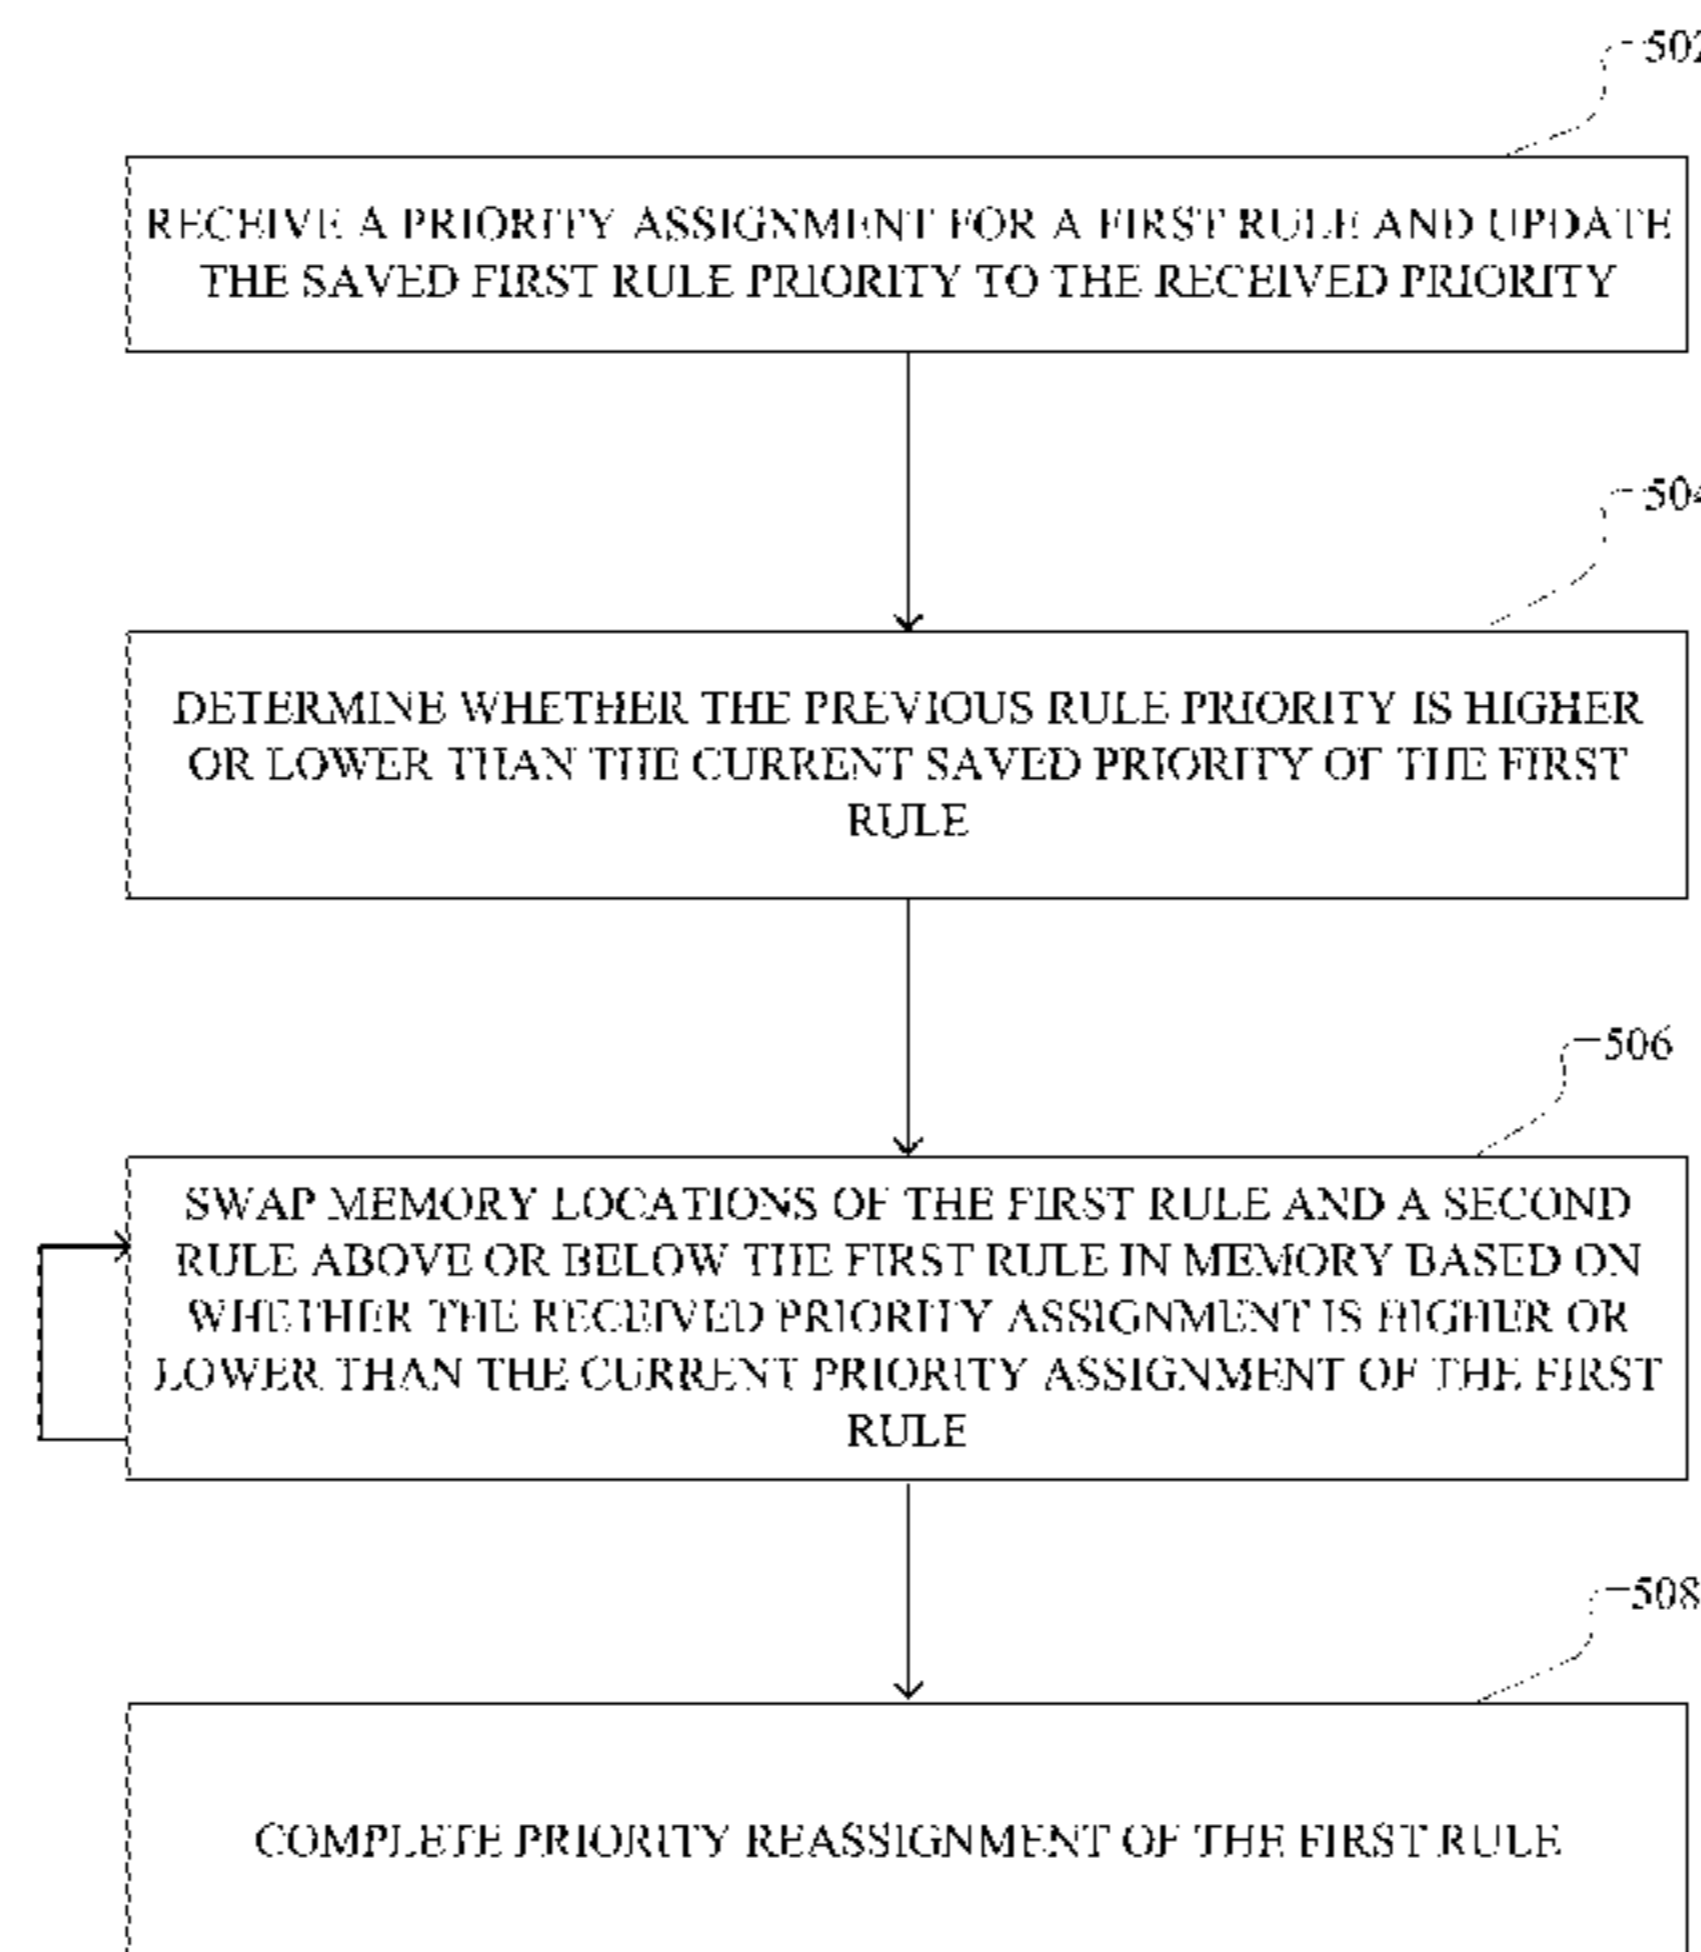 502
RECEIVE A PRIORITY ASSIGNMENT FOR A FIRST RULE AND UPDATE
THE SAVED FIRST RULE PRIORITY TO THE RECEIVED PRIORITY
504
DETERMINE WHETHER THE PREVIOUS RULE PRIORITY IS HIGHER
OR LOWER THAN THE CURRENT SAVED PRIORITY OF THE FIRST
RULE
506
SWAP MEMORY LOCATIONS OF THE FIRST RULE AND A SECOND
RULE ABOVE OR BELOW THE FIRST RULE IN MEMORY BASED ON
WHETHER THE RECEIVED PRIORITY ASSIGNMENT IS HIGHER OR
LOWER THAN THE CURRENT PRIORITY ASSIGNMENT OF THE FIRST
RULE
508
COMPLETE PRIORITY REASSIGNMENT OF THE FIRST RULE